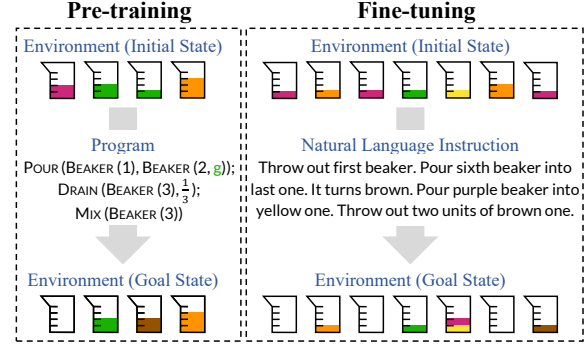 Pre-training
Environment (Initial State)
Program
POUR (BEAKER (1), BEAKER (2, g));
DRAIN (BEAKER (3), 1/3);
MIX (BEAKER (3))
Environment (Goal State)
Fine-tuning
Environment (Initial State)
Natural Language Instruction
Throw out first beaker. Pour sixth beaker into
last one. It turns brown. Pour purple beaker into
yellow one. Throw out two units of brown one.
Environment (Goal State)